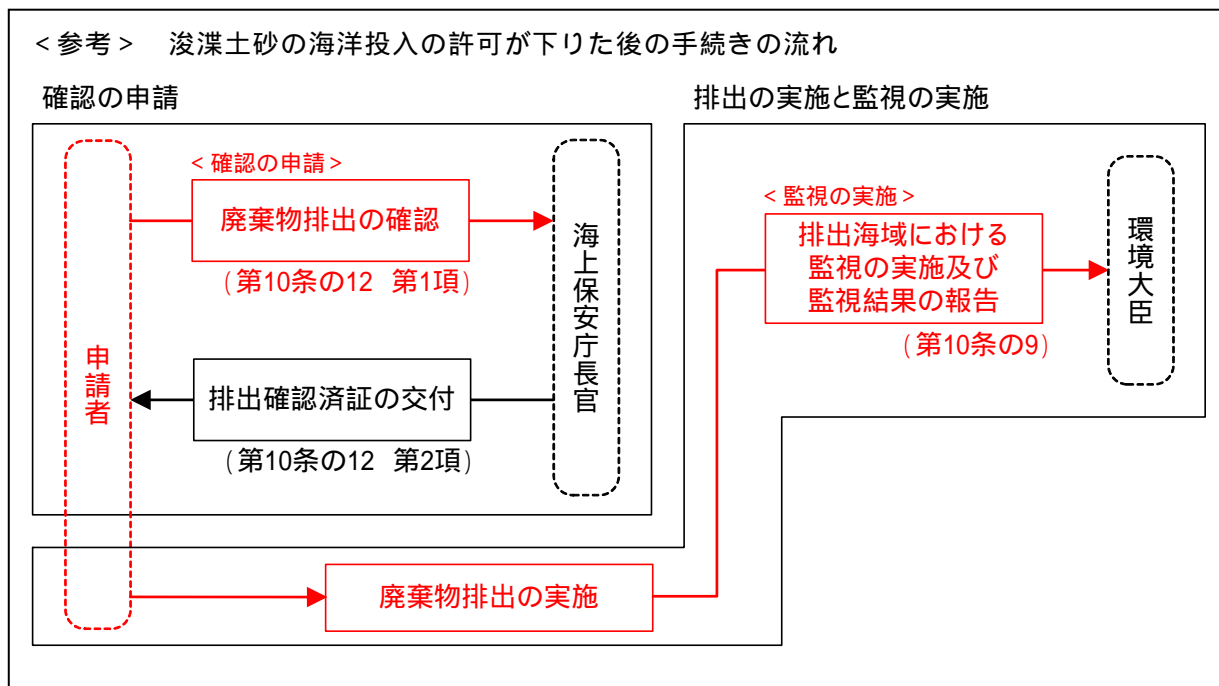 <参考> 浚渫土砂の海洋投入の許可が下りた後の手続きの流れ
確認の申請
申請者
<確認の申請>
廃棄物排出の確認
(第10条の12 第1項)
海上保安庁長官
排出確認済証の交付
(第10条の12 第2項)
排出の実施と監視の実施
廃棄物排出の実施
<監視の実施>
排出海域における
監視の実施及び
監視結果の報告
(第10条の9)
環境大臣